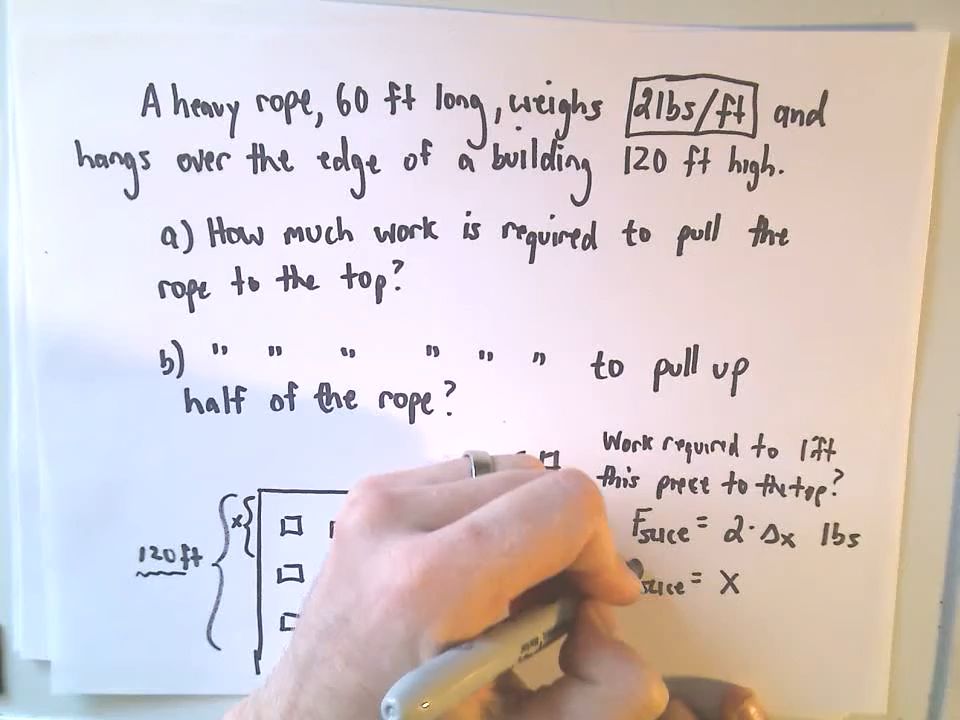 A heavy rope, 60 ft long, weighs 2lbs/ft and
hangs over the edge of a building 120 ft high.
a) How much work is required to pull the
rope to the top?
b) " " " " " " to pull up
half of the rope?
Work required to lift
this piece to the top?
Fslice = 2·Δx lbs
slice = x
x
120 ft